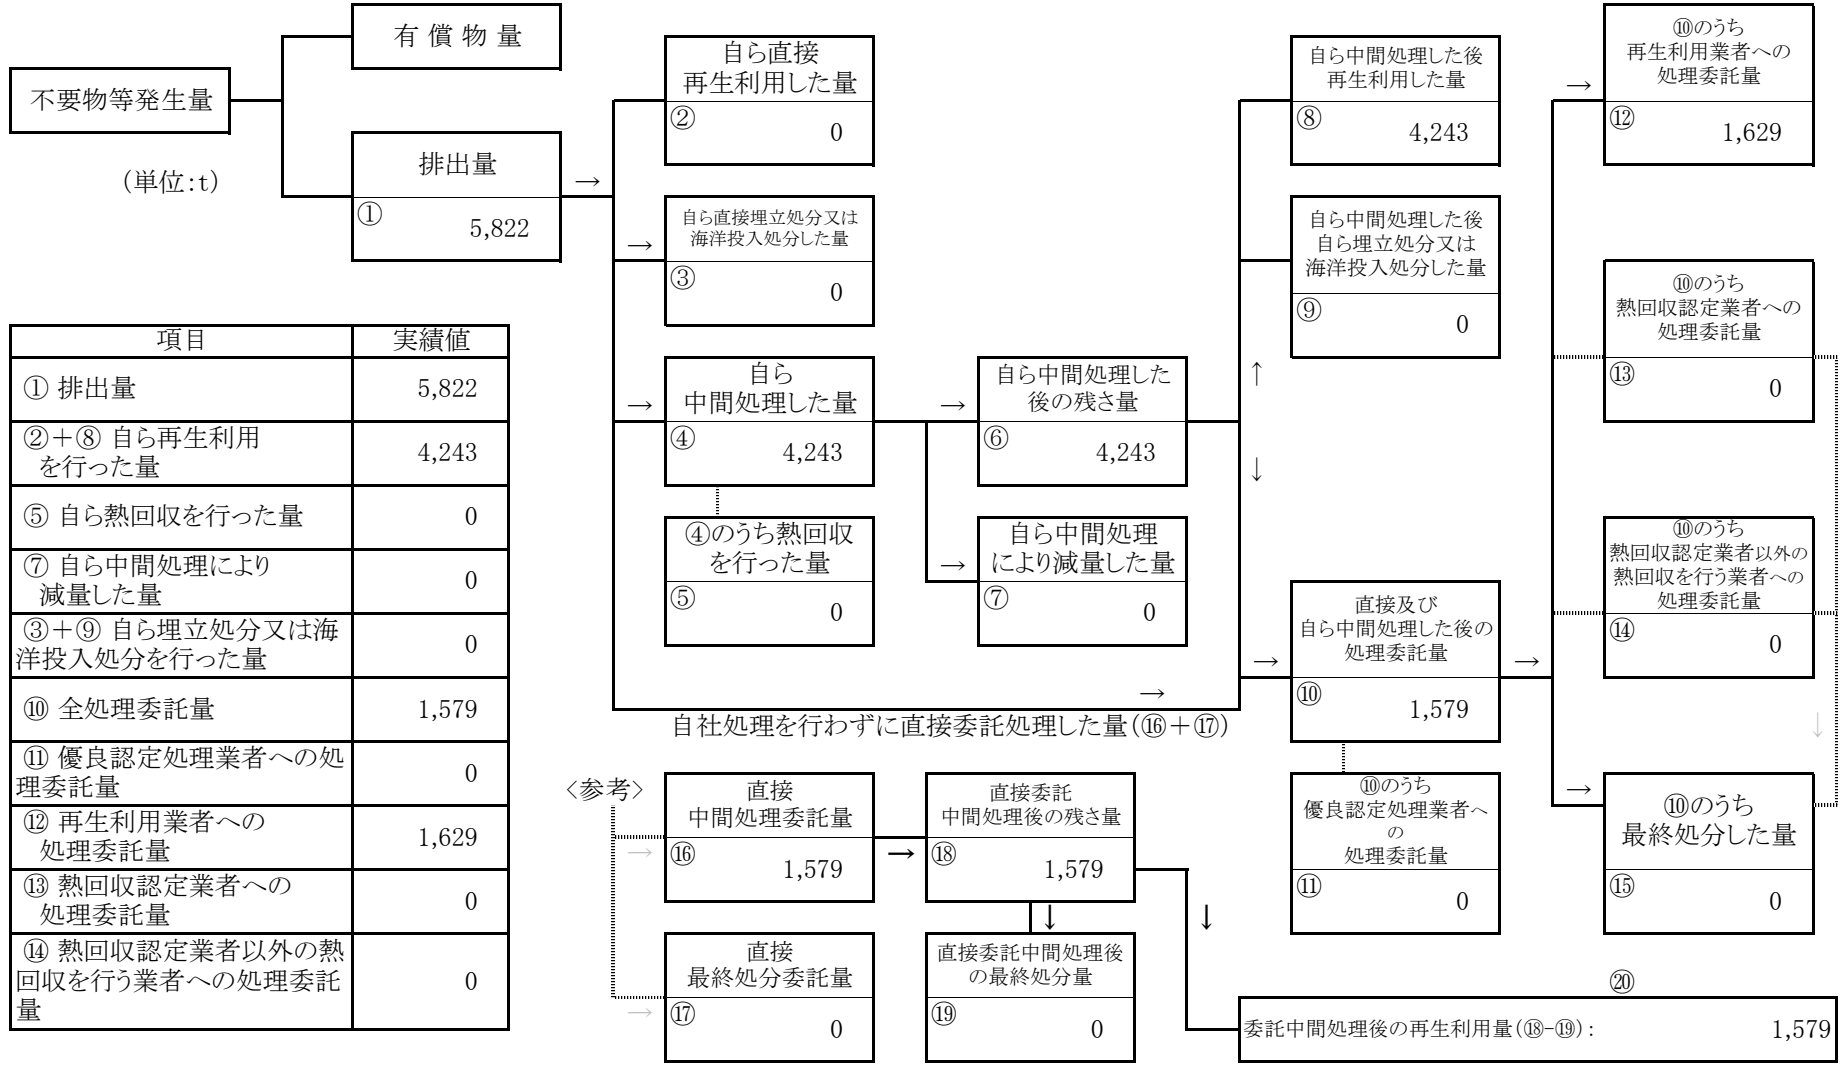 不要物等発生量
(単位:t)
有 償 物 量
排出量
①
5,822
→
自ら直接
再生利用した量
②
0
→
自ら直接埋立処分又は
海洋投入処分した量
③
0
→
自ら
中間処理した量
④
4,243
④のうち熱回収
を行った量
⑤
0
→
自ら中間処理した
後の残さ量
⑥
4,243
→
自ら中間処理
により減量した量
⑦
0
→
自社処理を行わずに直接委託処理した量(⑯+⑰)
↑
↓
自ら中間処理した後
再生利用した量
⑧
4,243
自ら中間処理した後
自ら埋立処分又は
海洋投入処分した量
⑨
0
→
直接及び
自ら中間処理した後の
処理委託量
⑩
1,579
⑩のうち
優良認定処理業者へ
の
処理委託量
⑪
0
→
→
⑩のうち
再生利用業者への
処理委託量
⑫
1,629
⑩のうち
熱回収認定業者への
処理委託量
⑬
0
⑩のうち
熱回収認定業者以外の
熱回収を行う業者への
処理委託量
⑭
0
↓
→
⑩のうち
最終処分した量
⑮
0
項目 実績値
① 排出量 5,822
②+⑧ 自ら再生利用
を行った量 4,243
⑤ 自ら熱回収を行った量 0
⑦ 自ら中間処理により
減量した量 0
③+⑨ 自ら埋立処分又は海
洋投入処分を行った量 0
⑩ 全処理委託量 1,579
⑪ 優良認定処理業者への処
理委託量 0
⑫ 再生利用業者への
処理委託量 1,629
⑬ 熱回収認定業者への
処理委託量 0
⑭ 熱回収認定業者以外の熱
回収を行う業者への処理委託
量 0
<参考>
→
直接
中間処理委託量
⑯
1,579
→
直接委託
中間処理後の残さ量
⑱
1,579
↓
↓
→
直接
最終処分委託量
⑰
0
直接委託中間処理後
の最終処分量
⑲
0
⑳
委託中間処理後の再生利用量(⑱-⑲): 1,579